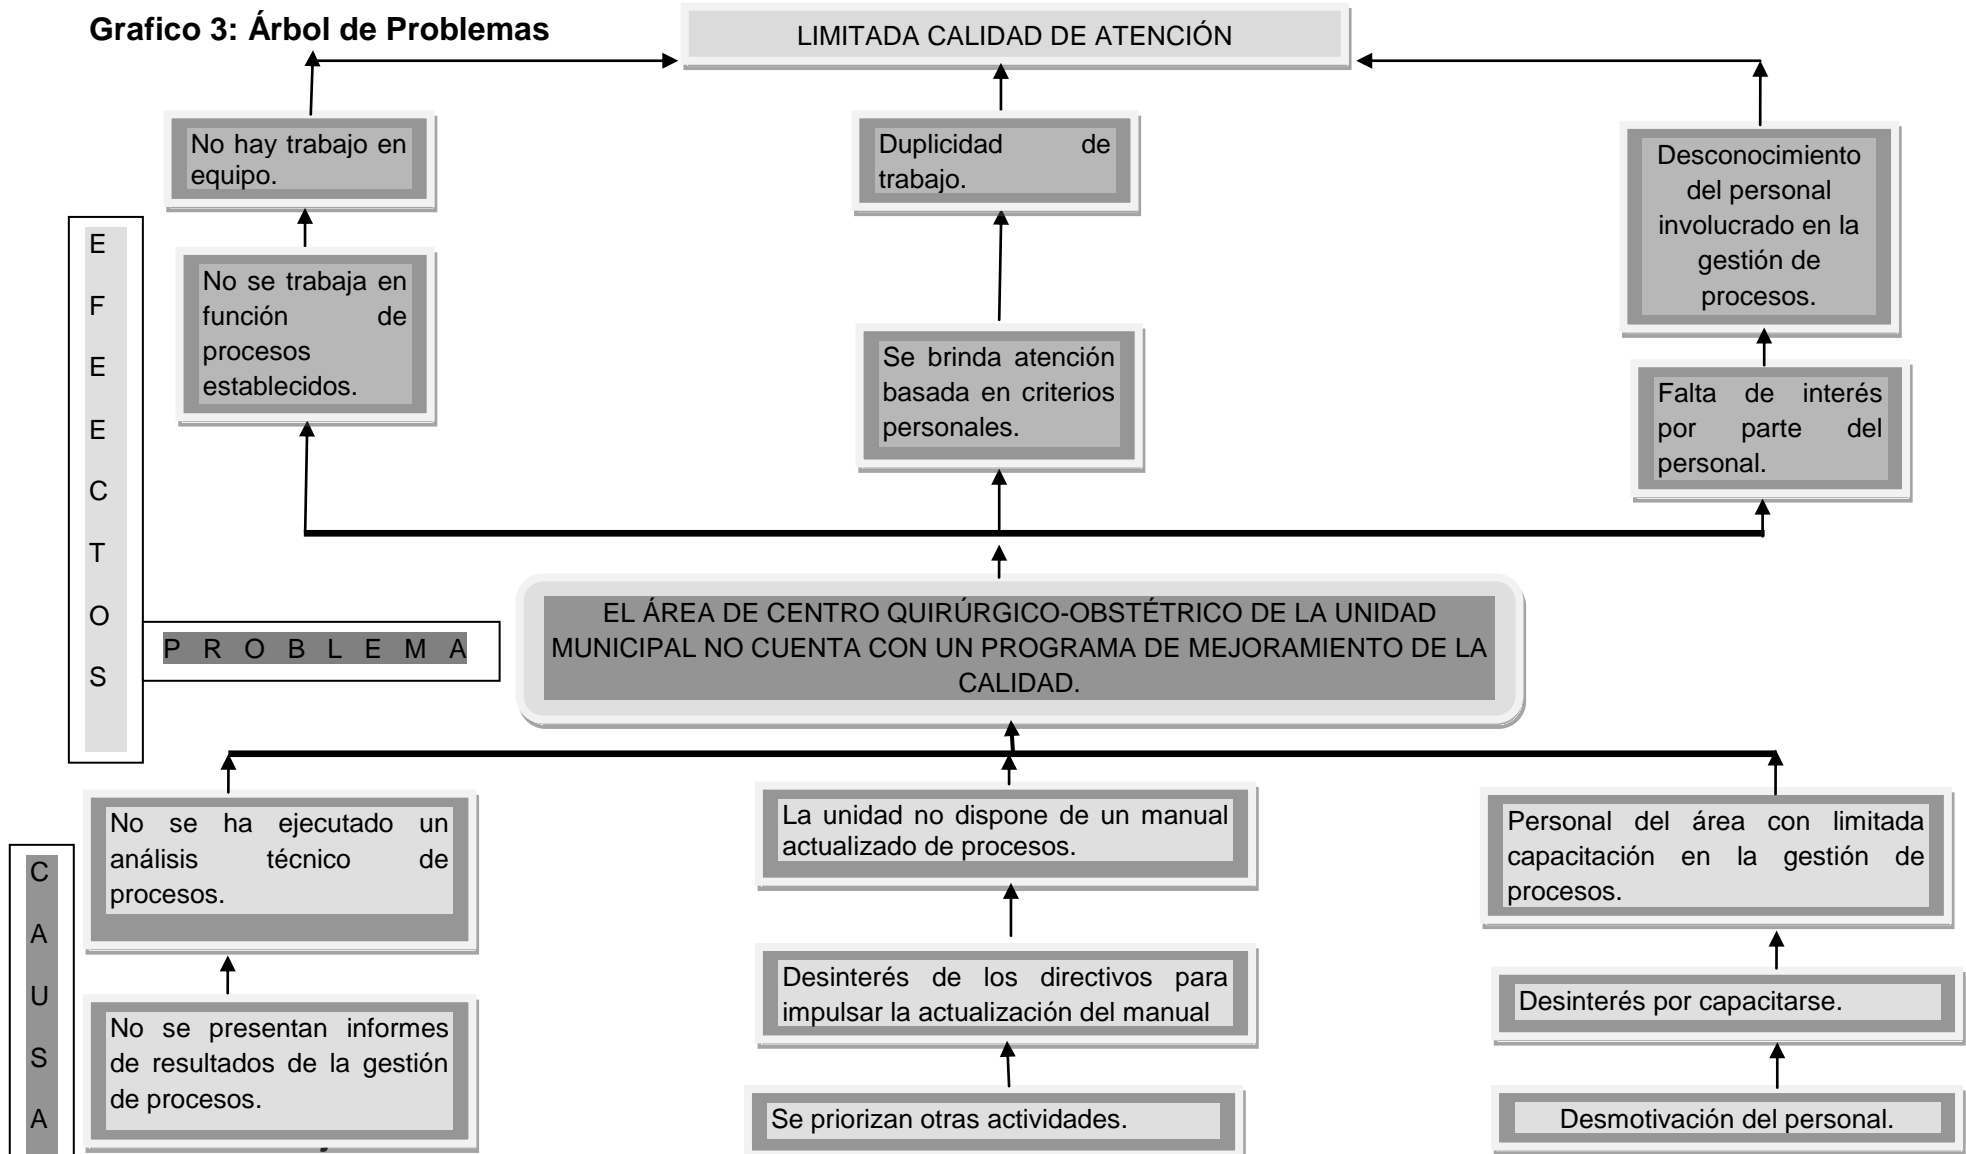 Grafico 3: Árbol de Problemas
LIMITADA CALIDAD DE ATENCIÓN
No hay trabajo en
equipo.
Duplicidad de
trabajo.
Desconocimiento
del personal
involucrado en la
gestión de
procesos.
No se trabaja en
función de
procesos
establecidos.
Se brinda atención
basada en criterios
personales.
Falta de interés
por parte del
personal.
E
F
E
E
C
T
O
S
P R O B L E M A
EL ÁREA DE CENTRO QUIRÚRGICO-OBSTÉTRICO DE LA UNIDAD
MUNICIPAL NO CUENTA CON UN PROGRAMA DE MEJORAMIENTO DE LA
CALIDAD.
No se ha ejecutado un
análisis técnico de
procesos.
La unidad no dispone de un manual
actualizado de procesos.
Personal del área con limitada
capacitación en la gestión de
procesos.
No se presentan informes
de resultados de la gestión
de procesos.
Desinterés de los directivos para
impulsar la actualización del manual
Desinterés por capacitarse.
Se priorizan otras actividades.
Desmotivación del personal.
C
A
U
S
A